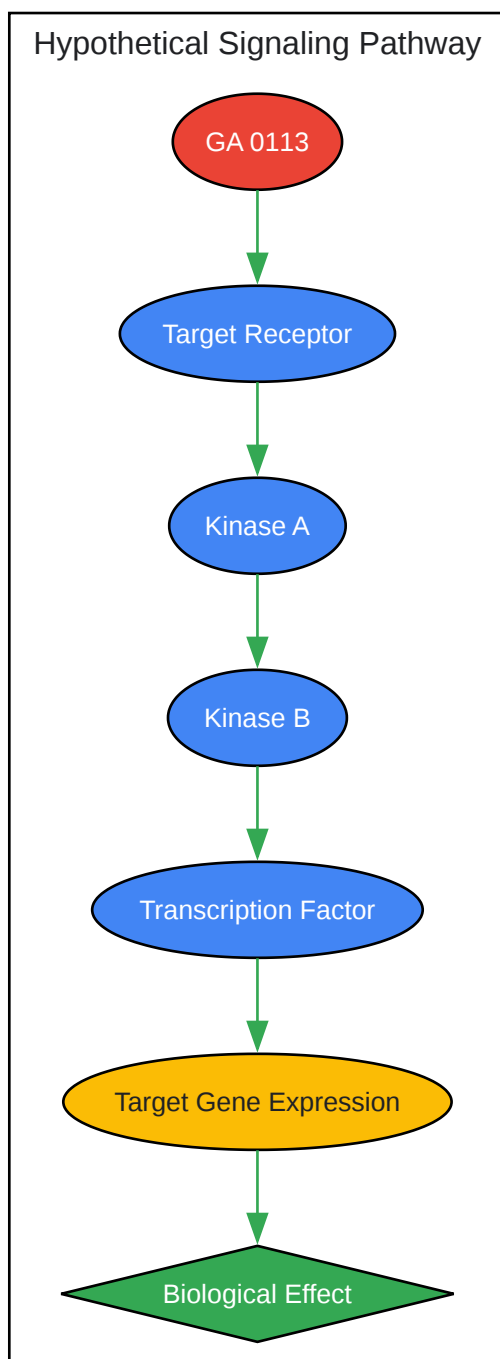 Hypothetical Signaling Pathway
GA 0113
Target Receptor
Kinase A
Kinase B
Transcription Factor
Target Gene Expression
Biological Effect